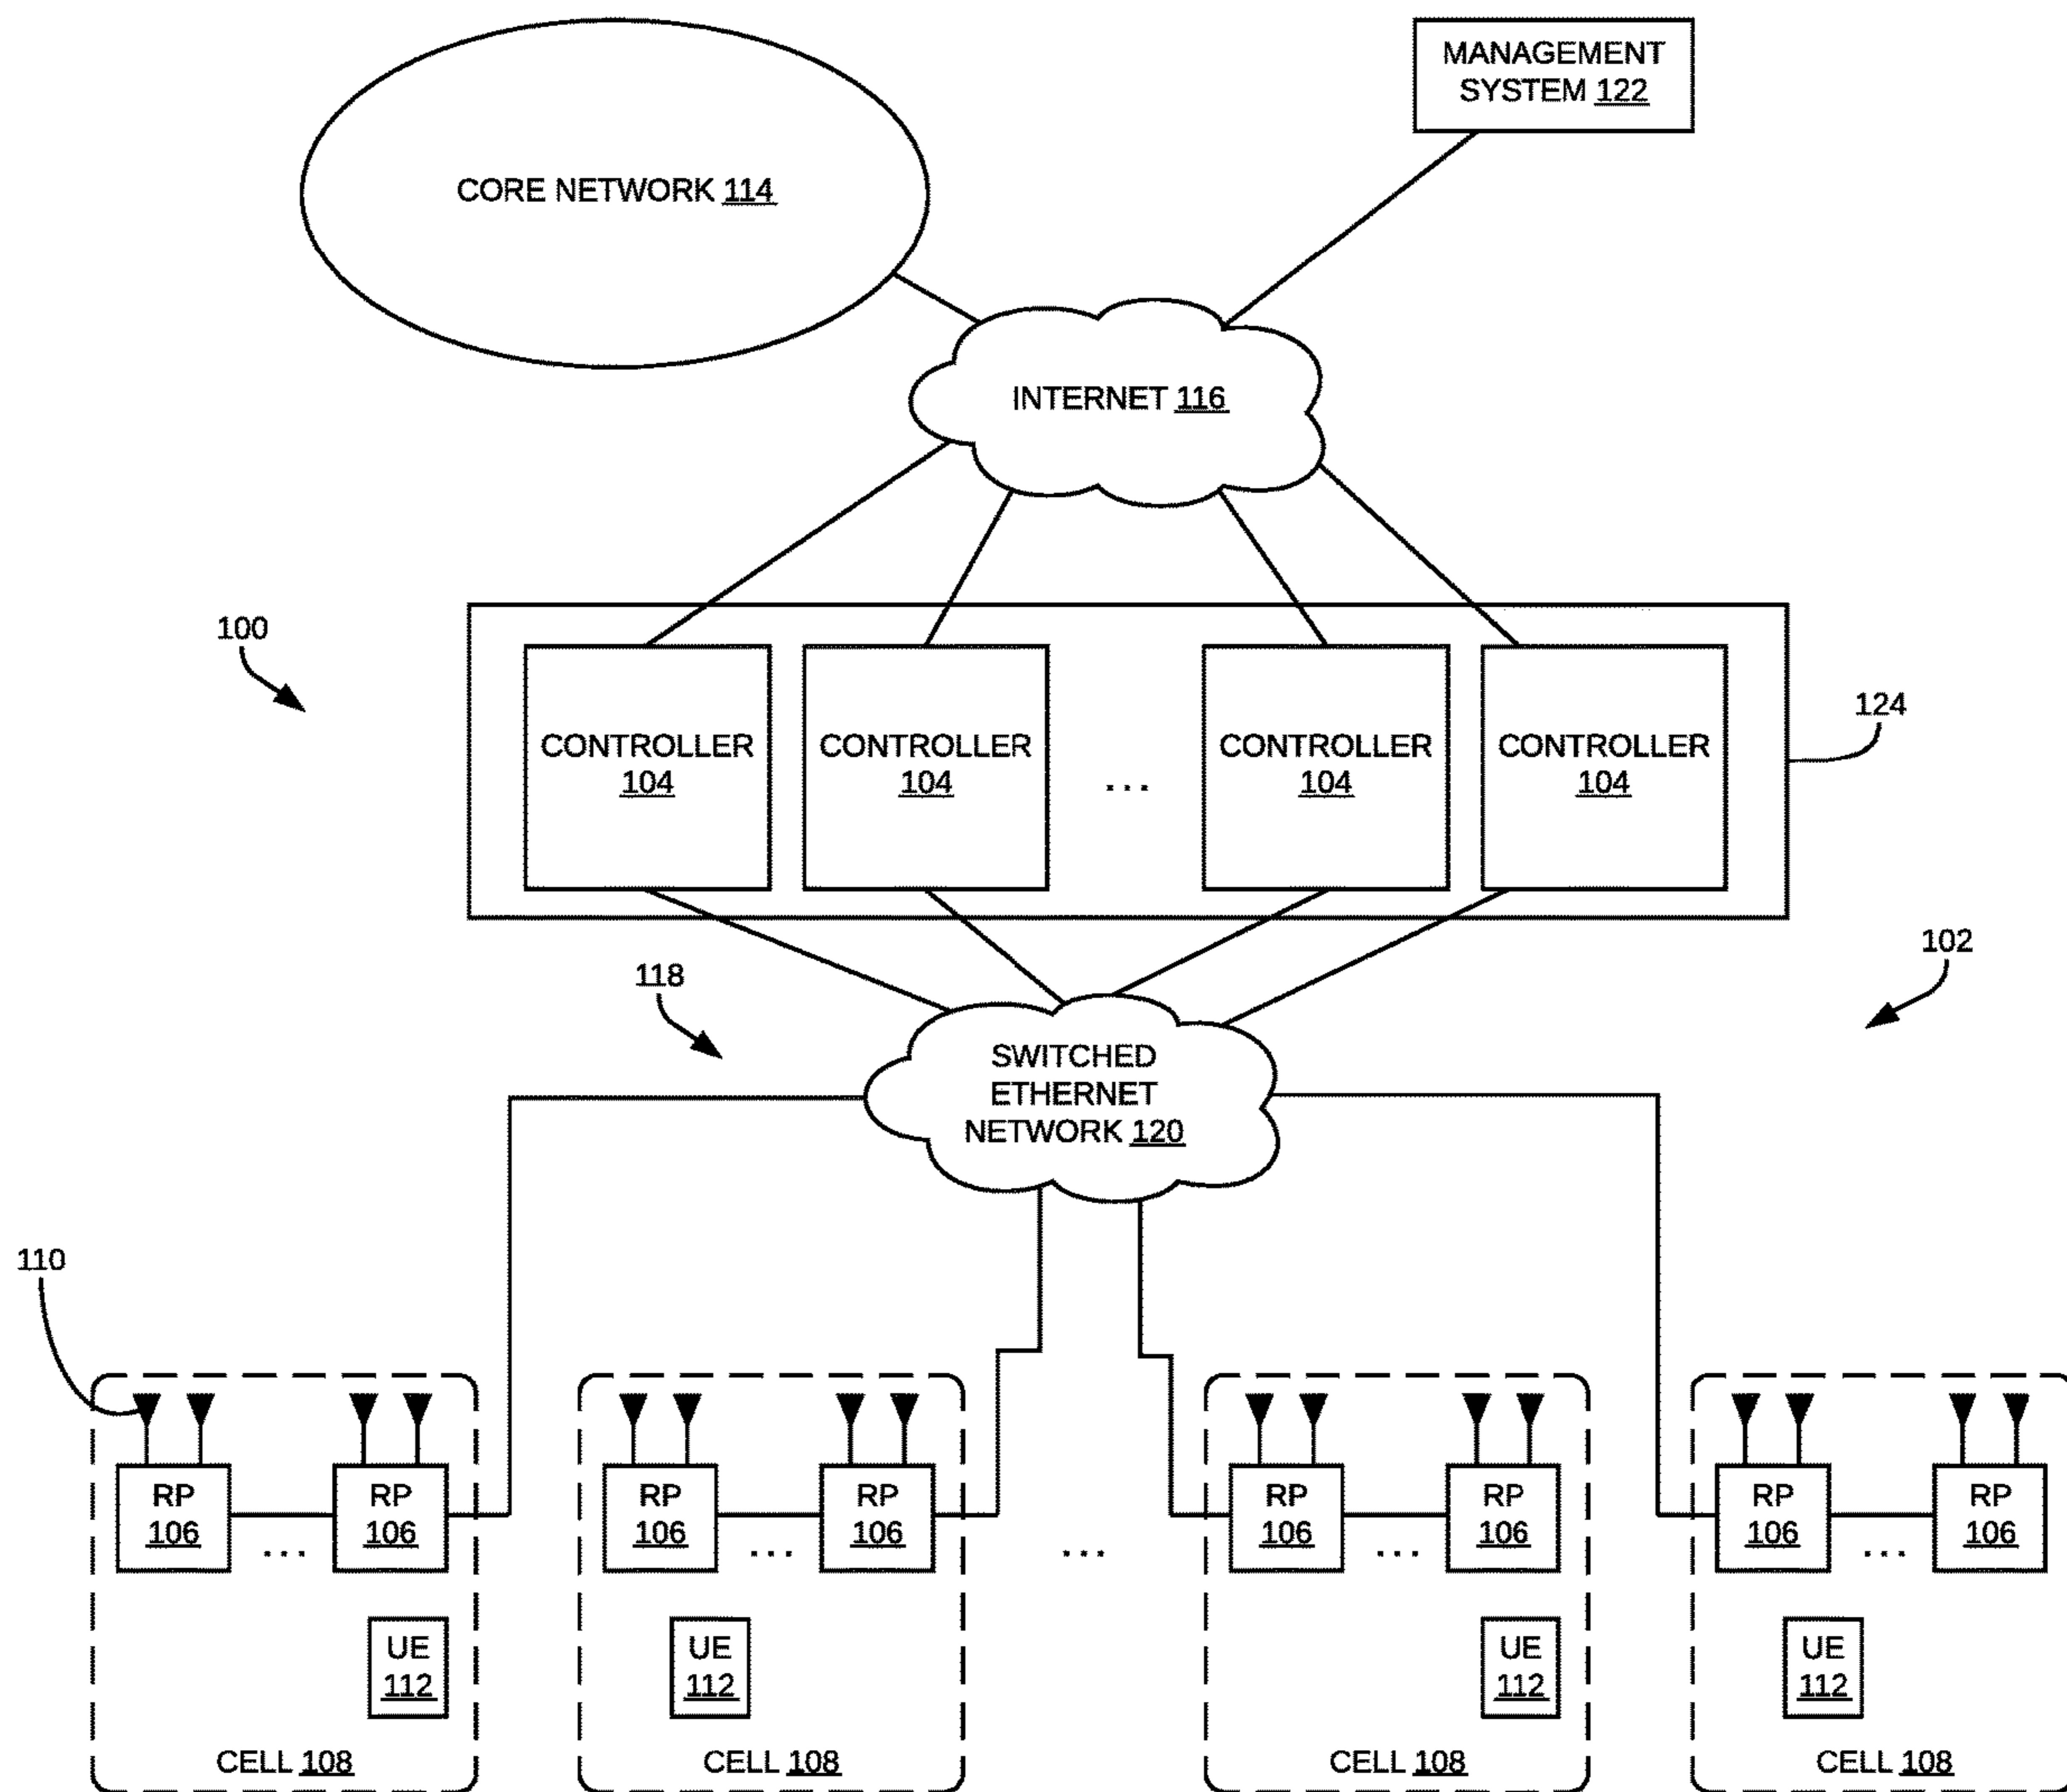 MANAGEMENT
SYSTEM 122
CORE NETWORK 114
INTERNET 116
100
124
CONTROLLER
104
CONTROLLER
104
...
CONTROLLER
104
CONTROLLER
104
102
118
SWITCHED
ETHERNET
NETWORK 120
110
RP
106
...
RP
106
RP
106
...
RP
106
...
RP
106
...
RP
106
RP
106
...
RP
106
UE
112
UE
112
UE
112
UE
112
CELL 108
CELL 108
CELL 108
CELL 108